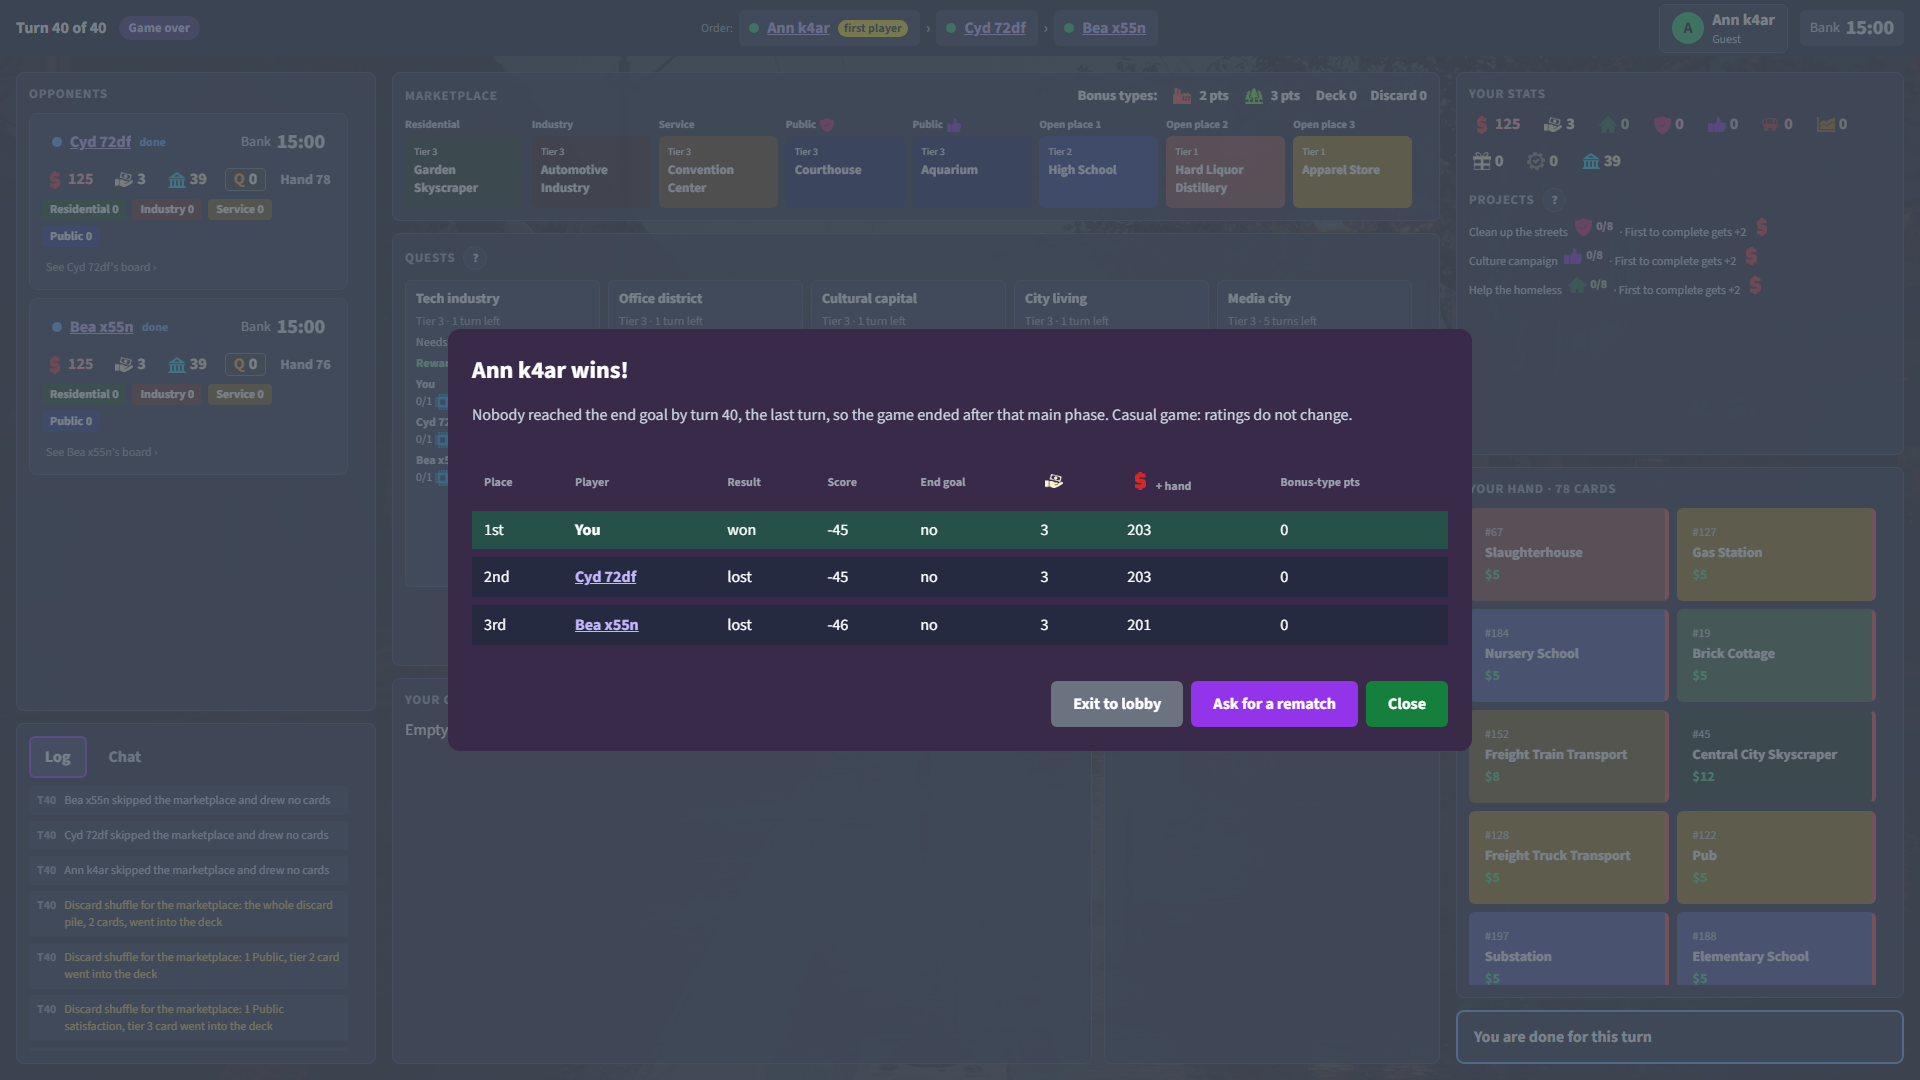 Turn 40 of 40 Game over
Order: Ann k4ar first player › Cyd 72df › Bea x55n
A Ann k4ar
Guest
Bank 15:00
OPPONENTS
Cyd 72df done Bank 15:00
$ 125 3 39 Q 0 Hand 78
Residential 0 Industry 0 Service 0
Public 0
See Cyd 72df's board ›
Bea x55n done Bank 15:00
$ 125 3 39 Q 0 Hand 76
Residential 0 Industry 0 Service 0
Public 0
See Bea x55n's board ›
Log Chat
T40 Bea x55n skipped the marketplace and drew no cards
T40 Cyd 72df skipped the marketplace and drew no cards
T40 Ann k4ar skipped the marketplace and drew no cards
T40 Discard shuffle for the marketplace: the whole discard
pile, 2 cards, went into the deck
T40 Discard shuffle for the marketplace: 1 Public, tier 2 card
went into the deck
T40 Discard shuffle for the marketplace: 1 Public
satisfaction, tier 3 card went into the deck
MARKETPLACE
Bonus types: 2 pts 3 pts Deck 0 Discard 0
Residential Industry Service Public Public Open place 1 Open place 2 Open place 3
Tier 3
Garden
Skyscraper
Tier 3
Automotive
Industry
Tier 3
Convention
Center
Tier 3
Courthouse
Tier 3
Aquarium
Tier 2
High School
Tier 1
Hard Liquor
Distillery
Tier 1
Apparel Store
QUESTS ?
Tech industry
Tier 3 · 1 turn left
Needs
You
0/1
0/1
0/1
Office district
Tier 3 · 1 turn left
Cultural capital
Tier 3 · 1 turn left
City living
Tier 3 · 1 turn left
Media city
Tier 3 · 5 turns left
Ann k4ar wins!
Nobody reached the end goal by turn 40, the last turn, so the game ended after that main phase. Casual game: ratings do not change.
Place Player Result Score End goal $ + hand Bonus-type pts
1st You won -45 no 3 203 0
2nd Cyd 72df lost -45 no 3 203 0
3rd Bea x55n lost -46 no 3 201 0
Exit to lobby Ask for a rematch Close
YOUR
Empty
YOUR STATS
$ 125 3 0 0 0 0 0
0 0 39
PROJECTS ?
Clean up the streets 0/8 · First to complete gets +2 $
Culture campaign 0/8 · First to complete gets +2 $
Help the homeless 0/8 · First to complete gets +2 $
YOUR HAND - 78 CARDS
#67
Slaughterhouse
$5
#127
Gas Station
$5
#184
Nursery School
$5
#19
Brick Cottage
$5
#152
Freight Train Transport
$8
#45
Central City Skyscraper
$12
#128
Freight Truck Transport
$5
#122
Pub
$5
#197
Substation
$5
#188
Elementary School
$5
You are done for this turn